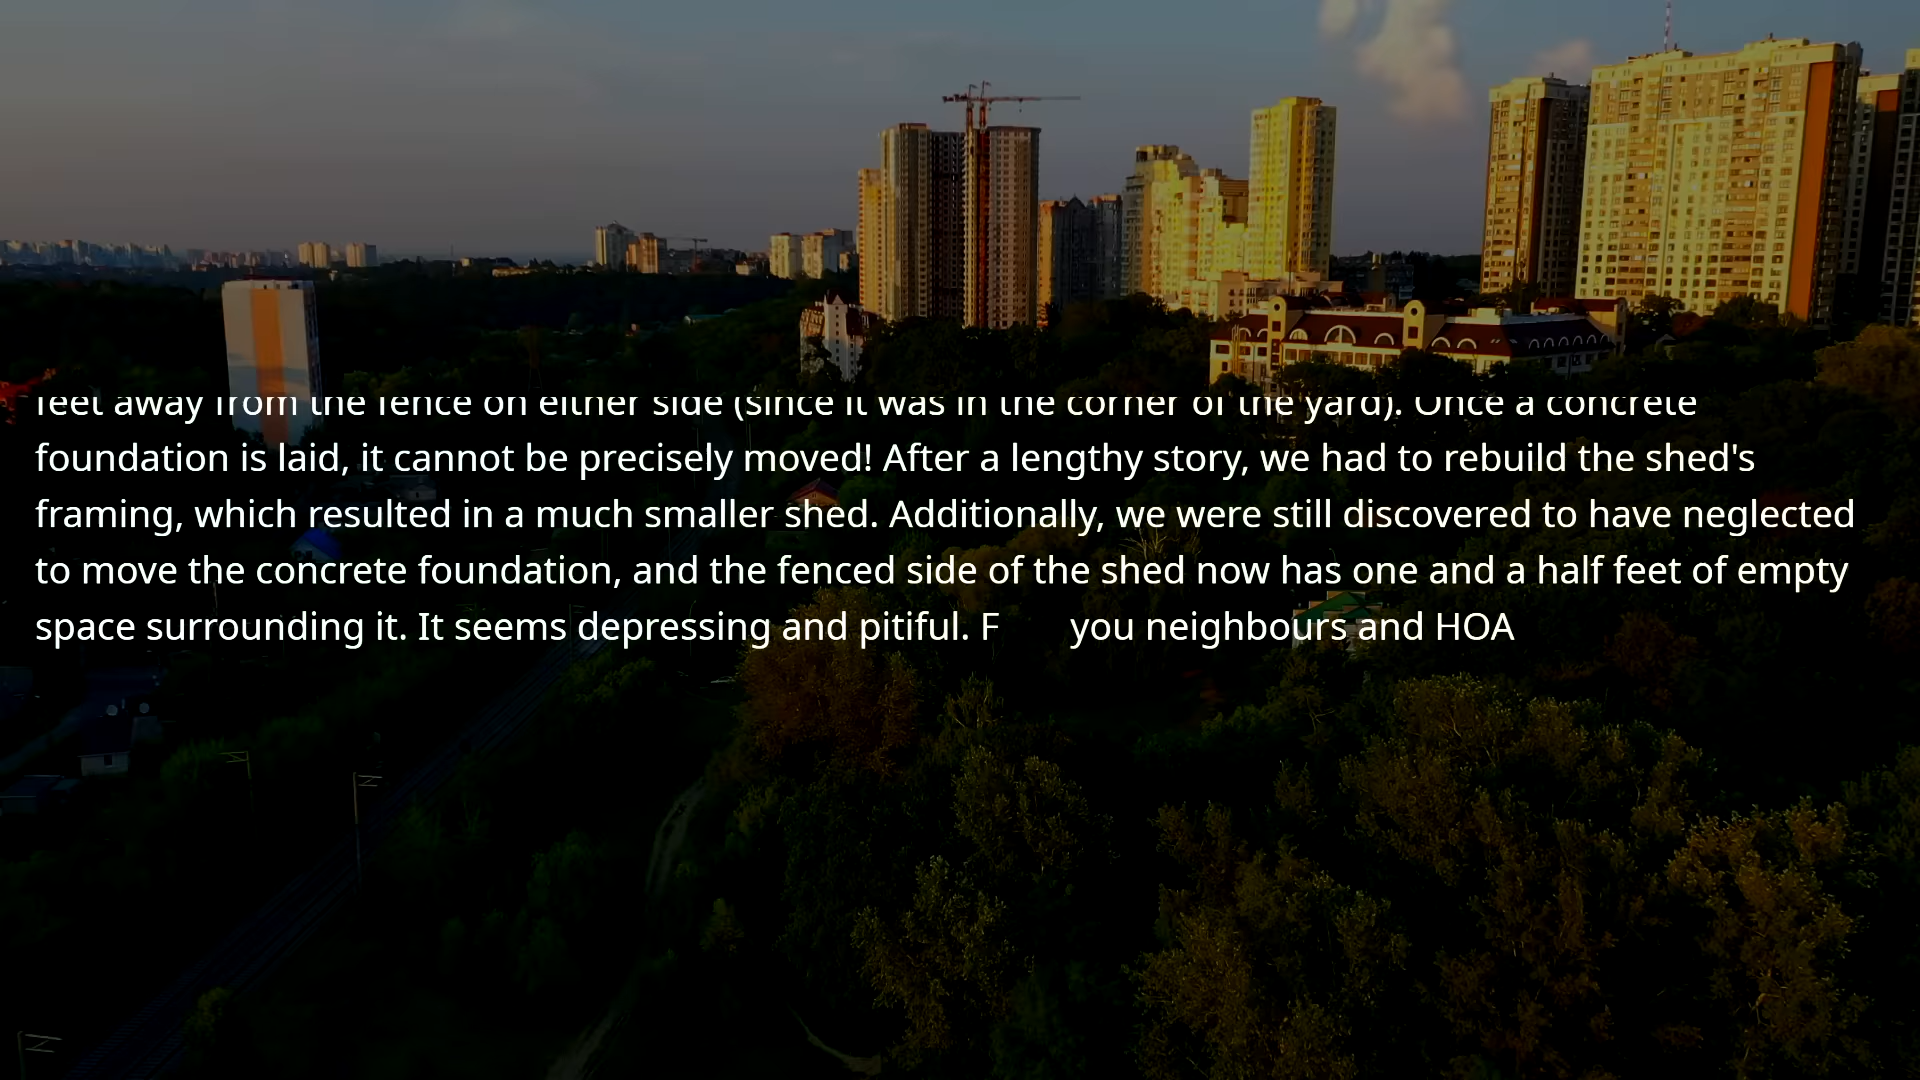 feet away from the fence on either side (since it was in the corner of the yard). Once a concrete
foundation is laid, it cannot be precisely moved! After a lengthy story, we had to rebuild the shed's
framing, which resulted in a much smaller shed. Additionally, we were still discovered to have neglected
to move the concrete foundation, and the fenced side of the shed now has one and a half feet of empty
space surrounding it. It seems depressing and pitiful. F you neighbours and HOA